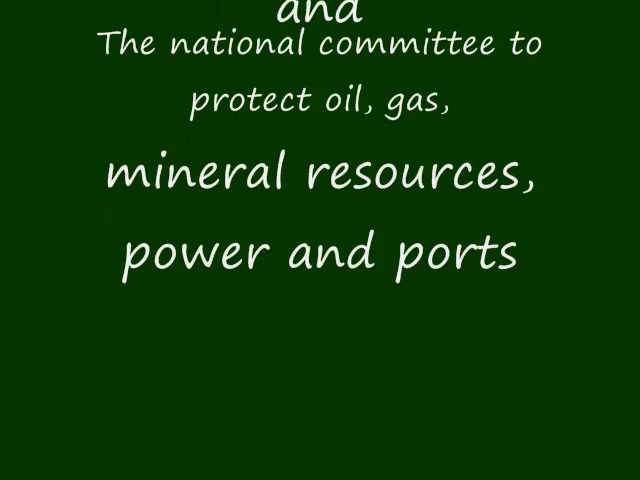 and
The national committee to
protect oil, gas,
mineral resources,
power and ports